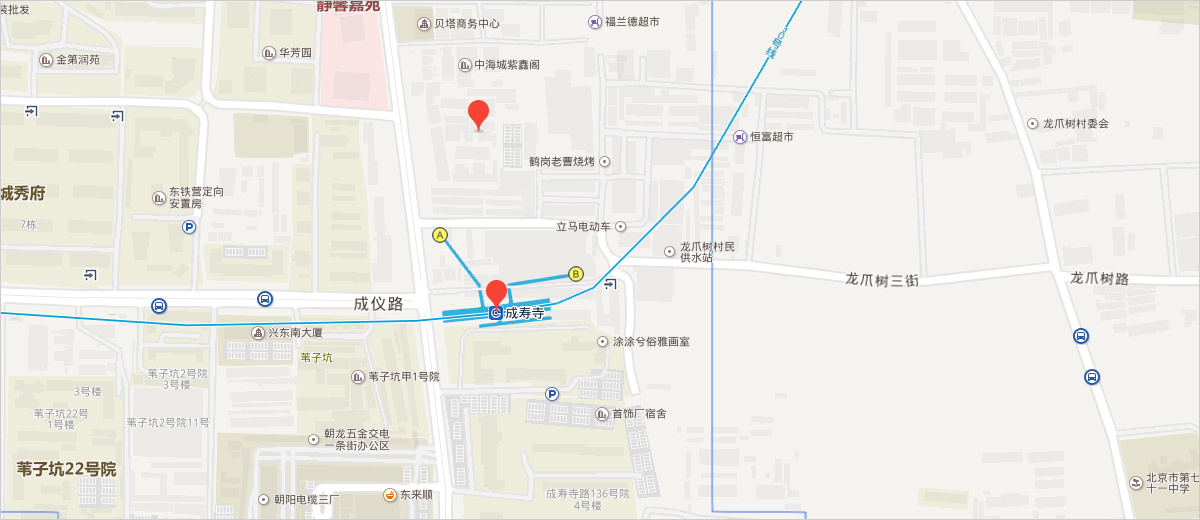 装批发
静馨嘉苑
贝塔商务中心
福兰德超市
金第润苑
华芳园
中海城紫鑫阁
恒富超市
龙爪树村委会
鹤岗老曹烧烤
城秀府
东铁营定向
安置房
7栋
P
立马电动车
A
龙爪树村民
供水站
B
龙爪树三街
龙爪树路
成仪路
成寿寺
兴东南大厦
涂涂兮俗雅画室
苇子坑
苇子坑2号院
3号楼
苇子坑甲1号院
3号楼
P
苇子坑22号
1号楼
苇子坑2号院11号
首饰厂宿舍
朝龙五金交电
一条街办公区
苇子坑22号院
朝阳电缆三厂
东来顺
成寿寺路136号院
4号楼
北京市第七
十一中学